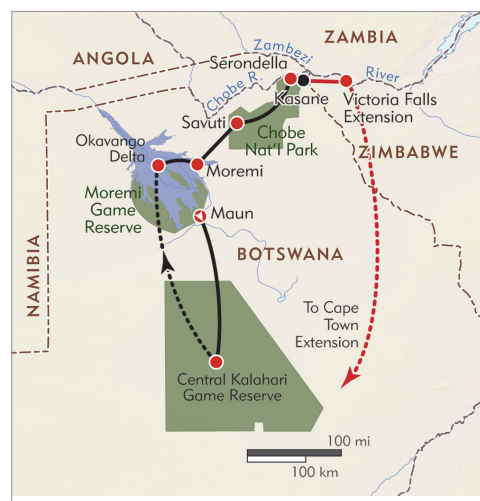 ANGOLA
ZAMBIA
Zambezi
River
Serondella
Chobe R.
Kasane
Victoria Falls
Extension
Savuti
Chobe
Nat'l Park
ZIMBABWE
Okavango
Delta
Moremi
Moremi
Game
Reserve
Maun
BOTSWANA
NAMIBIA
To Cape
Town
Extension
Central Kalahari
Game Reserve
100 mi
100 km